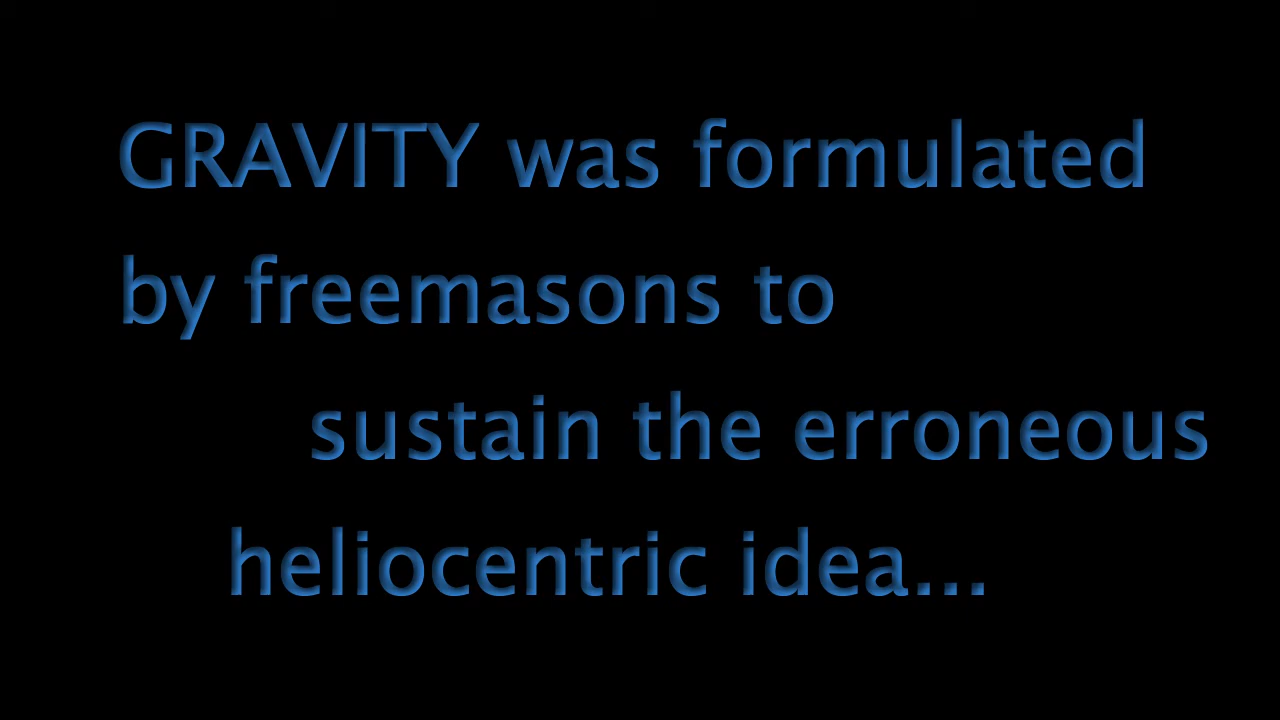 GRAVITY was formulated
by freemasons to
sustain the erroneous
heliocentric idea...